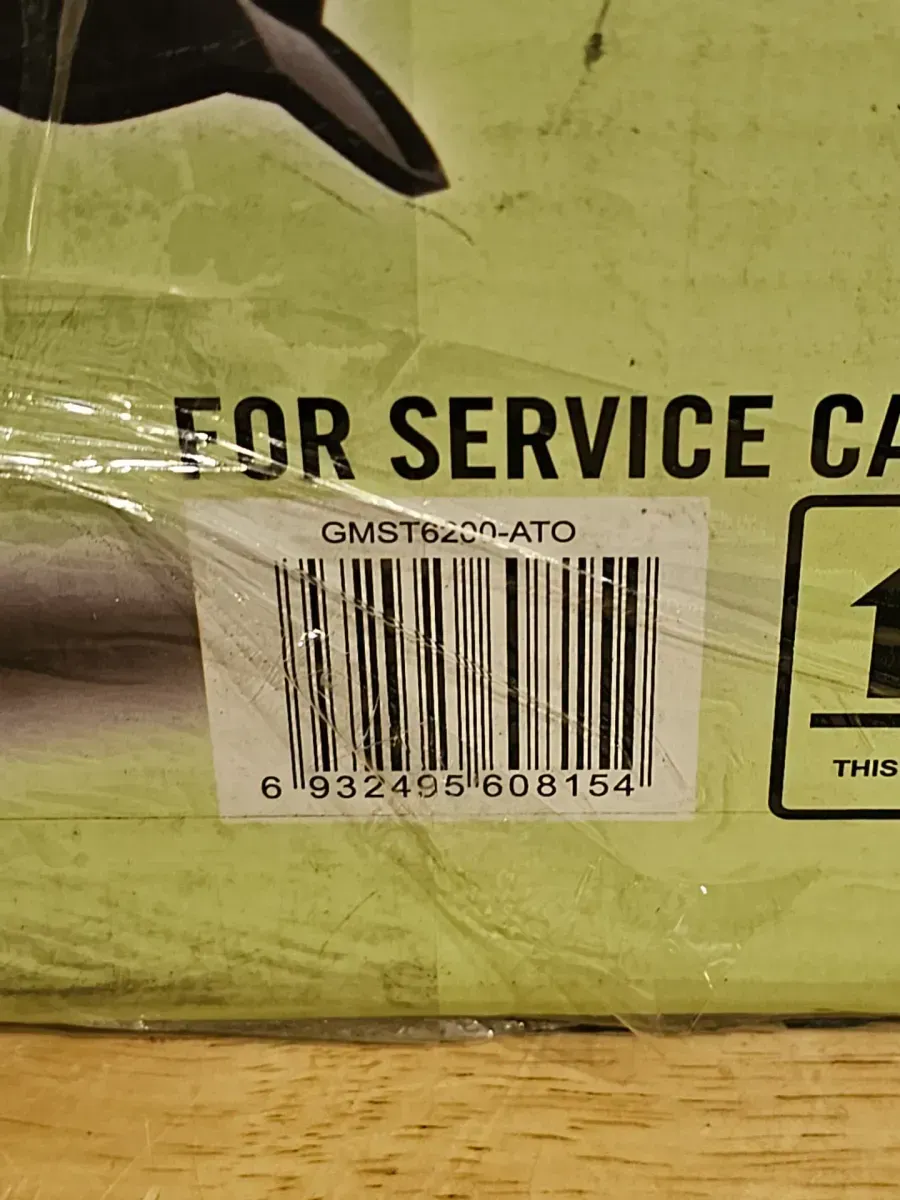 FOR SERVICE CA
GMST6200-ATO
6 932495 608154
THIS